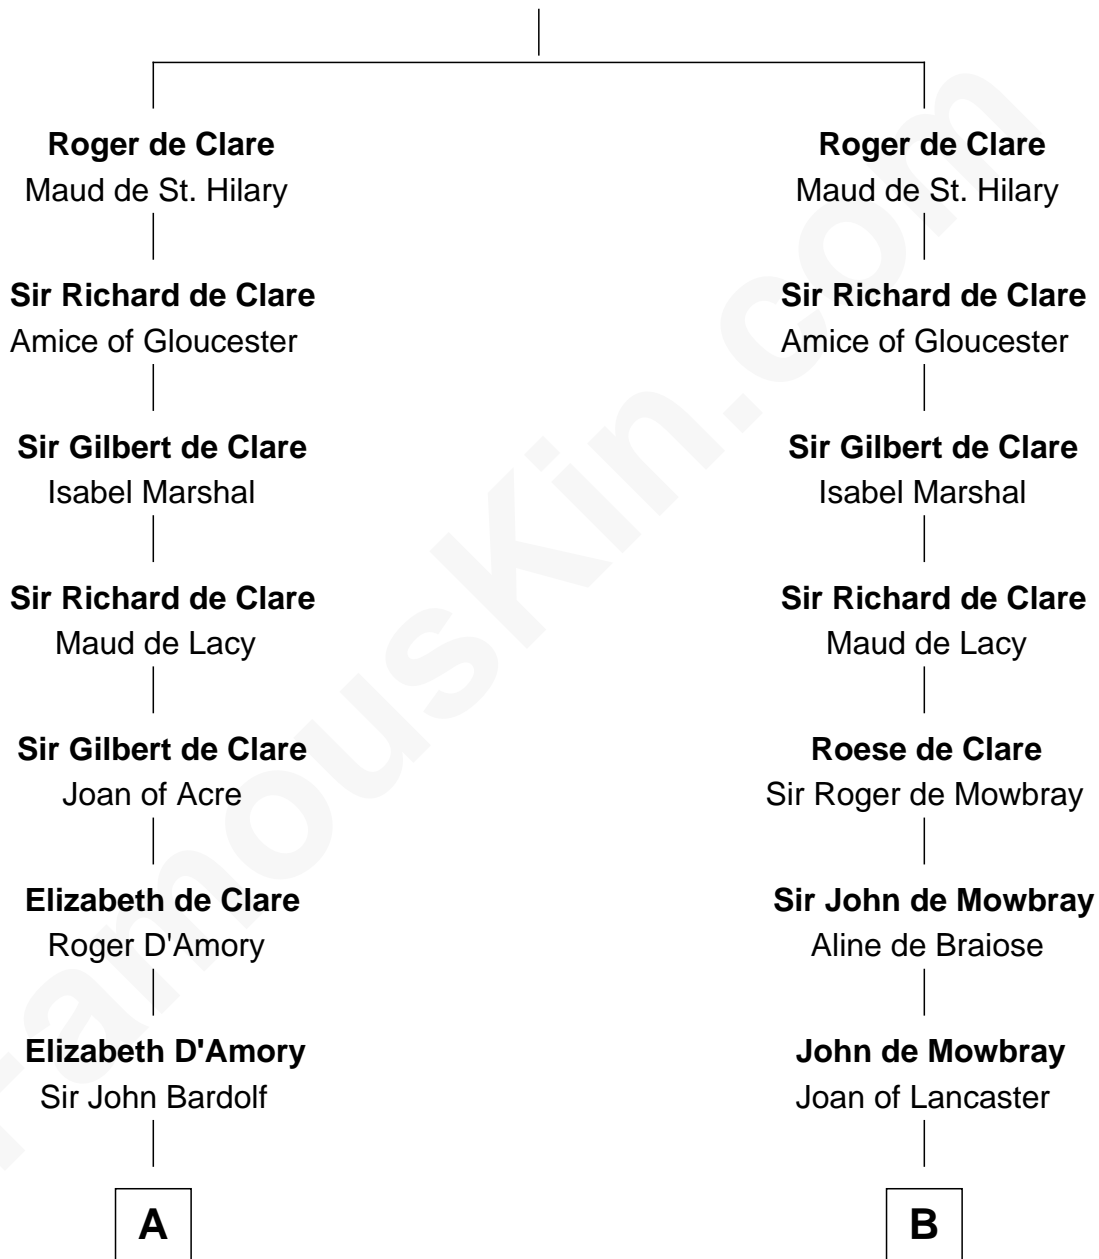 Roger de Clare
Maud de St. Hilary
Sir Richard de Clare
Amice of Gloucester
Sir Gilbert de Clare
Isabel Marshal
Sir Richard de Clare
Maud de Lacy
Sir Gilbert de Clare
Joan of Acre
Elizabeth de Clare
Roger D'Amory
Elizabeth D'Amory
Sir John Bardolf
A
Roger de Clare
Maud de St. Hilary
Sir Richard de Clare
Amice of Gloucester
Sir Gilbert de Clare
Isabel Marshal
Sir Richard de Clare
Maud de Lacy
Roese de Clare
Sir Roger de Mowbray
Sir John de Mowbray
Aline de Braiose
John de Mowbray
Joan of Lancaster
B
FamousKin.com